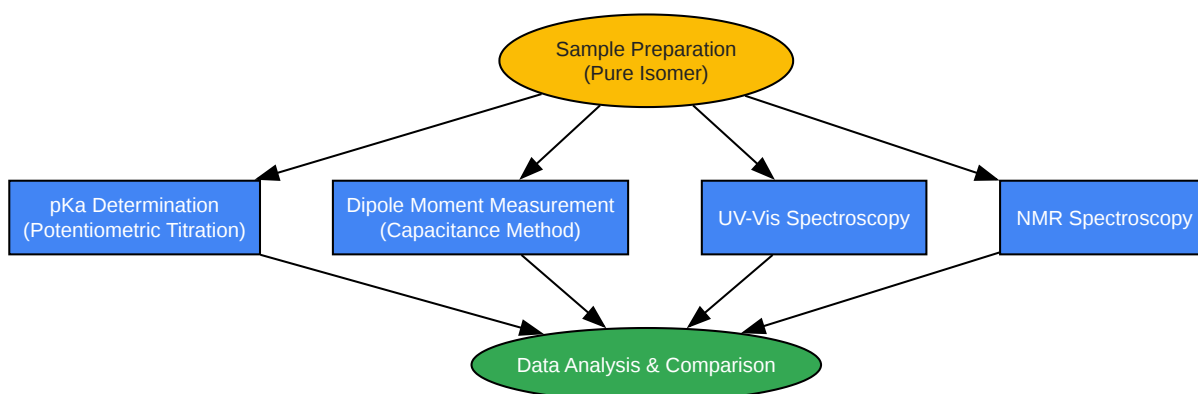 Sample Preparation
(Pure Isomer)
pKa Determination
(Potentiometric Titration)
Dipole Moment Measurement
(Capacitance Method)
UV-Vis Spectroscopy
NMR Spectroscopy
Data Analysis & Comparison